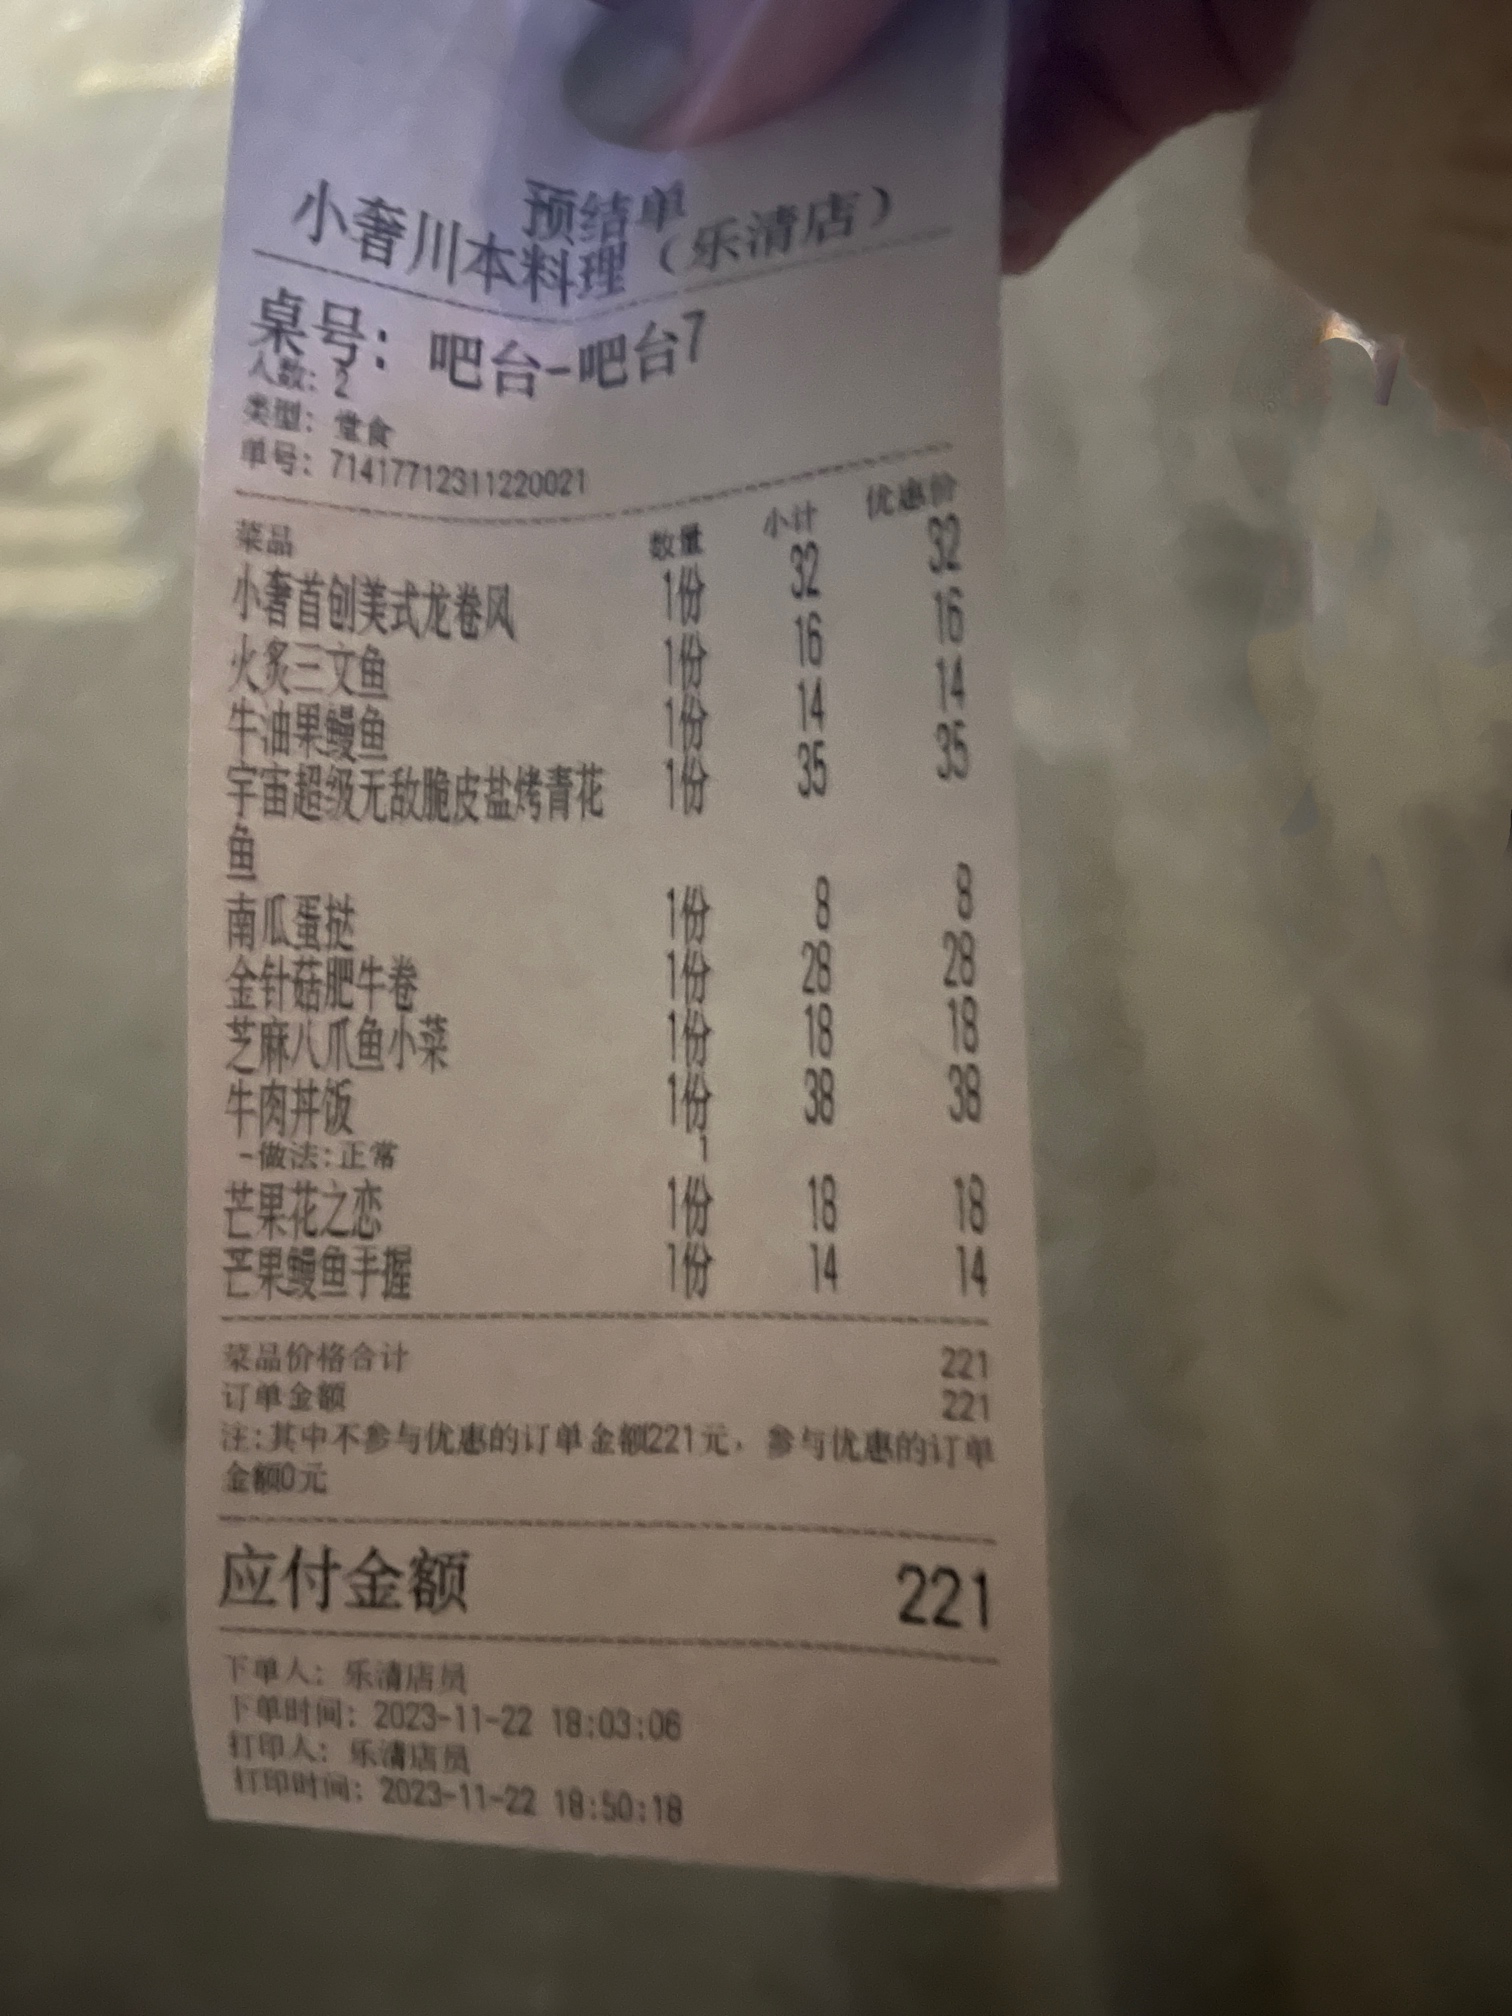 预结单
小奢川本料理（乐清店）
桌号：吧台-吧台7
人数：2
类型：堂食
单号：71417712311220021
菜品 数量 小计 优惠价
小奢首创美式龙卷风 1份 32 32
火炙三文鱼 1份 16 16
牛油果鳗鱼 1份 14 14
宇宙超级无敌脆皮盐烤青花 1份 35 35
鱼
南瓜蛋挞 1份 8 8
金针菇肥牛卷 1份 28 28
芝麻八爪鱼小菜 1份 18 18
牛肉丼饭 1份 38 38
-做法:正常 1
芒果花之恋 1份 18 18
芒果鳗鱼手握 1份 14 14
菜品价格合计 221
订单金额 221
注:其中不参与优惠的订单金额221元，参与优惠的订单
金额0元
应付金额 221
下单人：乐清店员
下单时间：2023-11-22 18:03:06
打印人：乐清店员
打印时间：2023-11-22 18:50:18